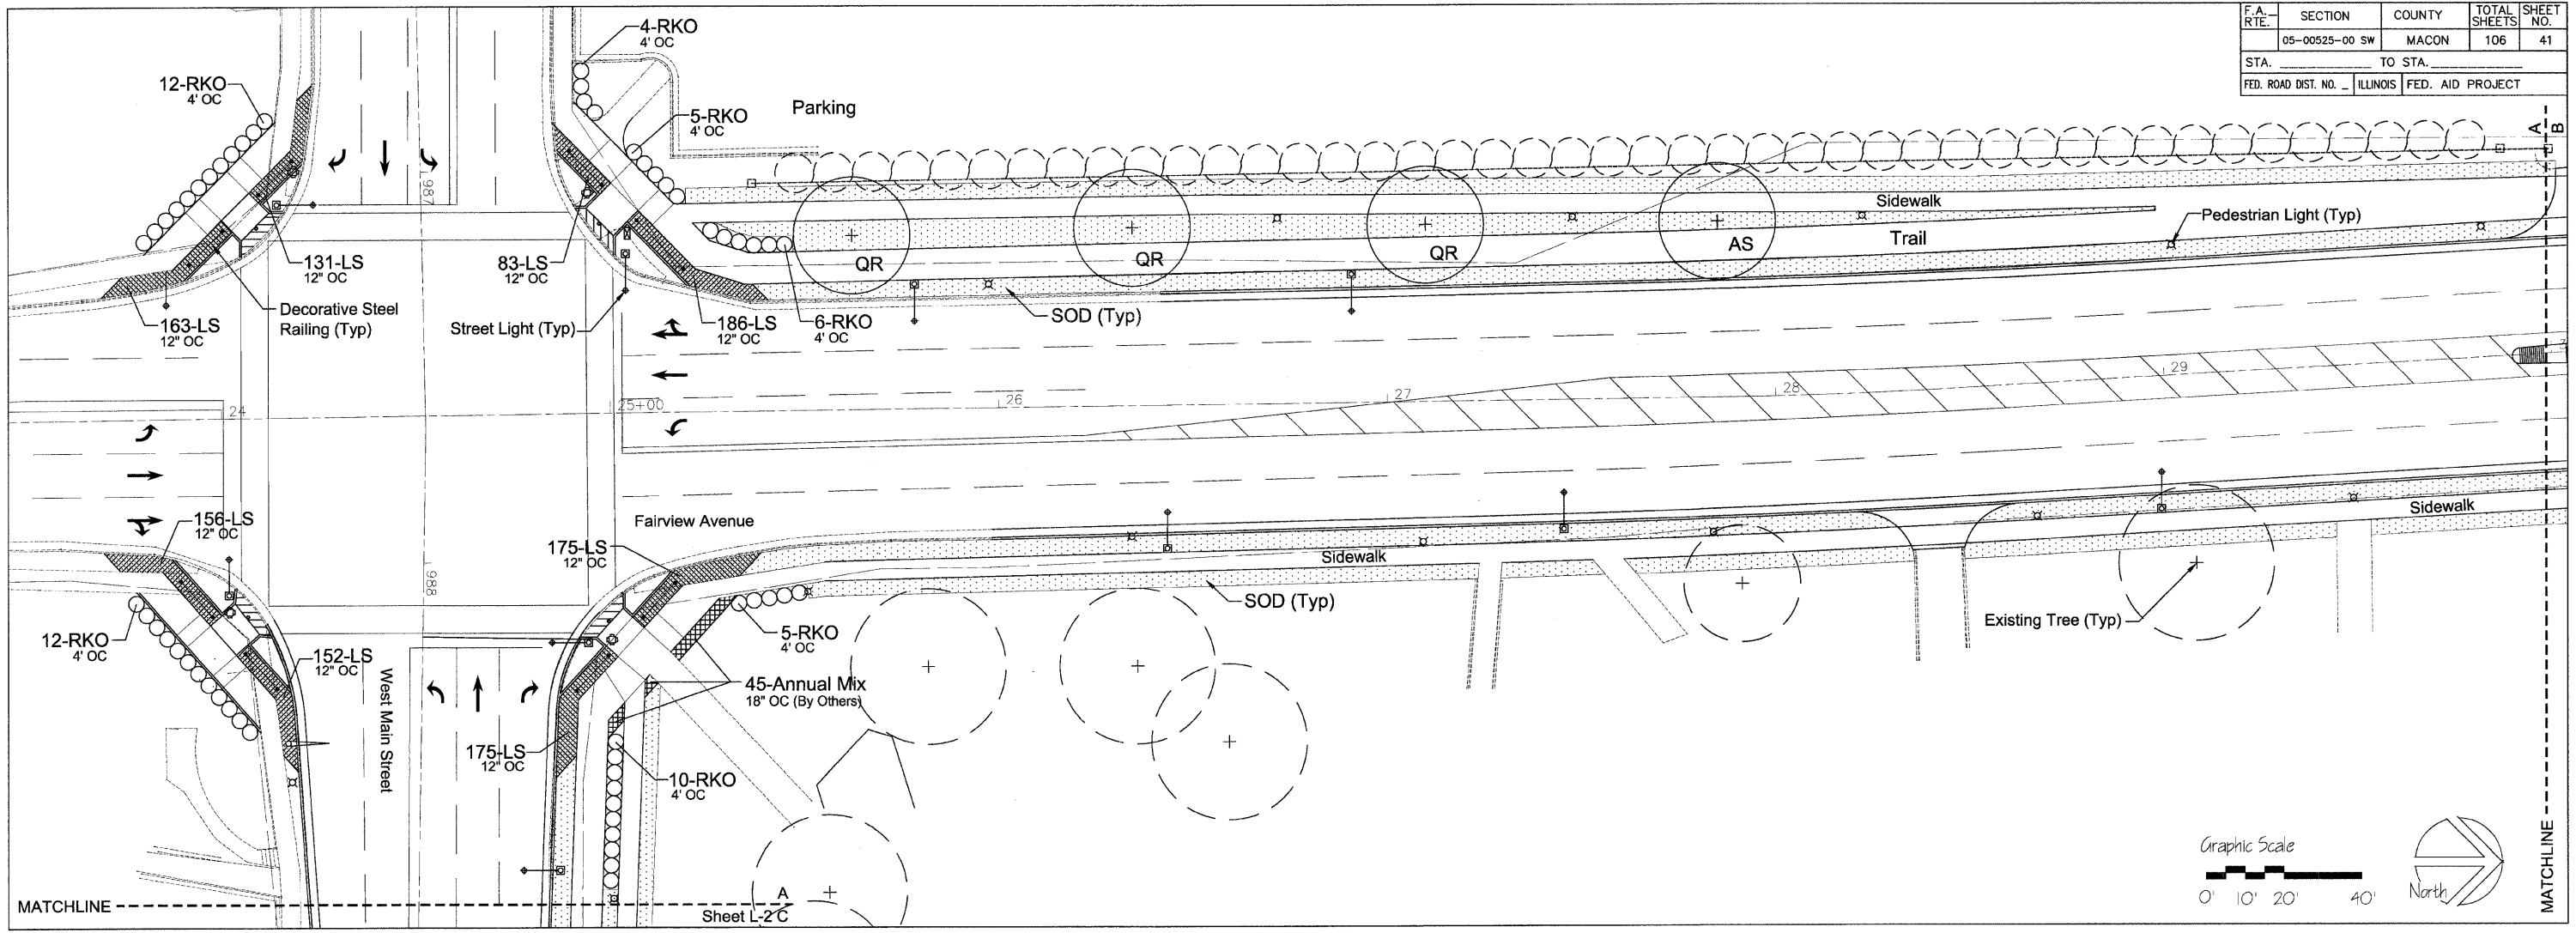 F.A. RTE. SECTION COUNTY TOTAL SHEETS SHEET NO.
05-00525-00 SW MACON 106 41
STA. ____________ TO STA. ____________
FED. ROAD DIST. NO. _ ILLINOIS FED. AID PROJECT
4-RKO
4' OC
12-RKO
4' OC
5-RKO
4' OC
Parking
A
B
987
Sidewalk
Pedestrian Light (Typ)
Trail
131-LS
12" OC
83-LS
12" OC
QR
QR
QR
AS
Decorative Steel
Railing (Typ)
163-LS
12" OC
Street Light (Typ)
186-LS
12" OC
6-RKO
4' OC
SOD (Typ)
24
25+00
26
27
28
29
156-LS
12" OC
Fairview Avenue
175-LS
12" OC
Sidewalk
Sidewalk
988
SOD (Typ)
Existing Tree (Typ)
12-RKO
4' OC
5-RKO
4' OC
152-LS
12" OC
West Main Street
45-Annual Mix
18" OC (By Others)
175-LS
12" OC
10-RKO
4' OC
Graphic Scale
0' 10' 20' 40'
North
MATCHLINE
MATCHLINE
A
Sheet L-2 C